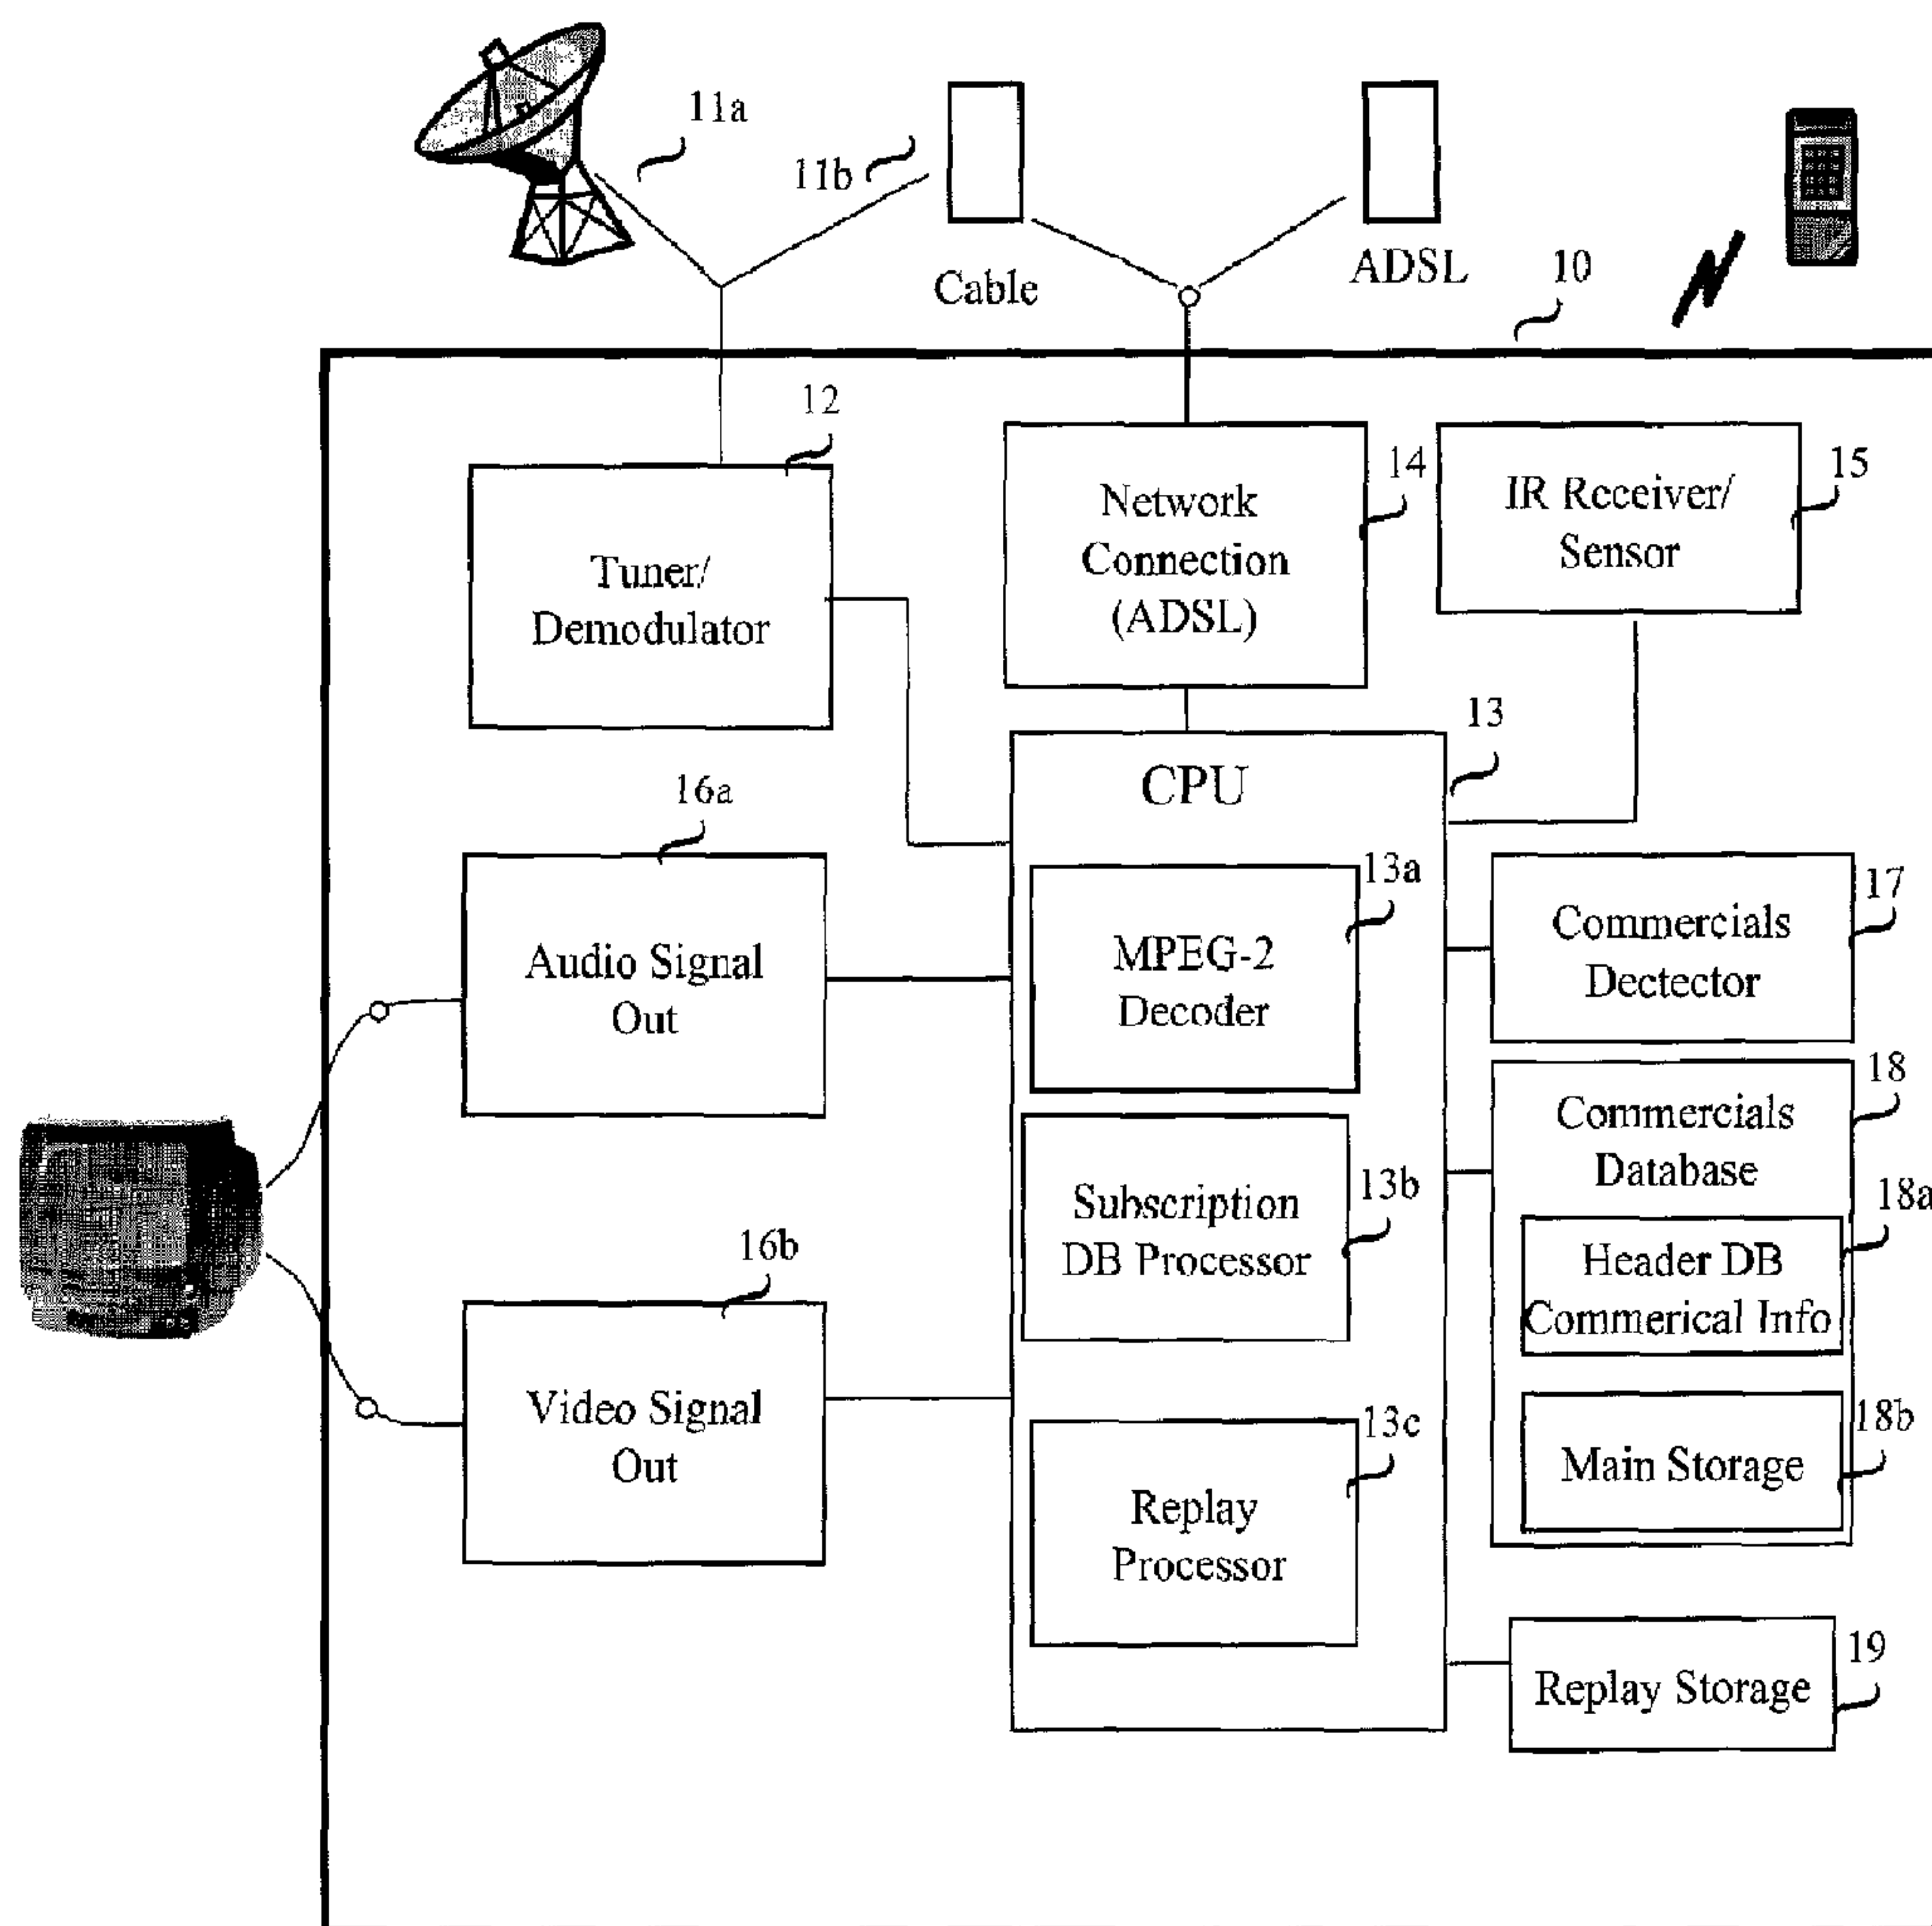 11a
11b
Cable
ADSL
10
12
Tuner/
Demodulator
Network
Connection
(ADSL)
14
IR Receiver/
Sensor
15
13
CPU
16a
Audio Signal
Out
MPEG-2
Decoder
13a
Commercials
Dectector
17
Subscription
DB Processor
13b
Commercials
Database
18
Header DB
Commerical Info
18a
Main Storage
18b
16b
Video Signal
Out
Replay
Processor
13c
Replay Storage
19